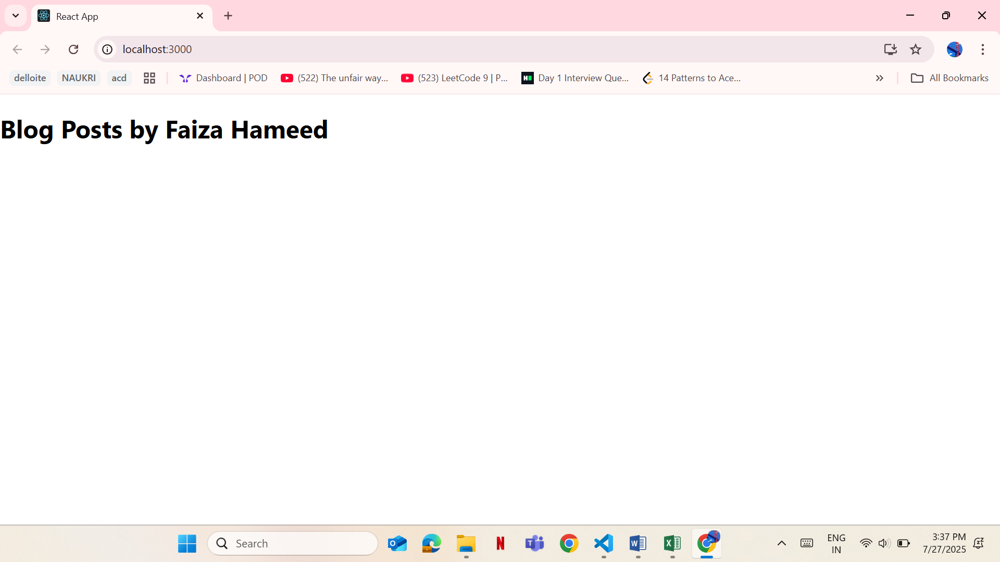 React App
localhost:3000
delloite NAUKRI acd Dashboard | POD (522) The unfair way... (523) LeetCode 9 | P... Day 1 Interview Que... 14 Patterns to Ace... All Bookmarks
Blog Posts by Faiza Hameed
Search
ENG
IN
3:37 PM
7/27/2025